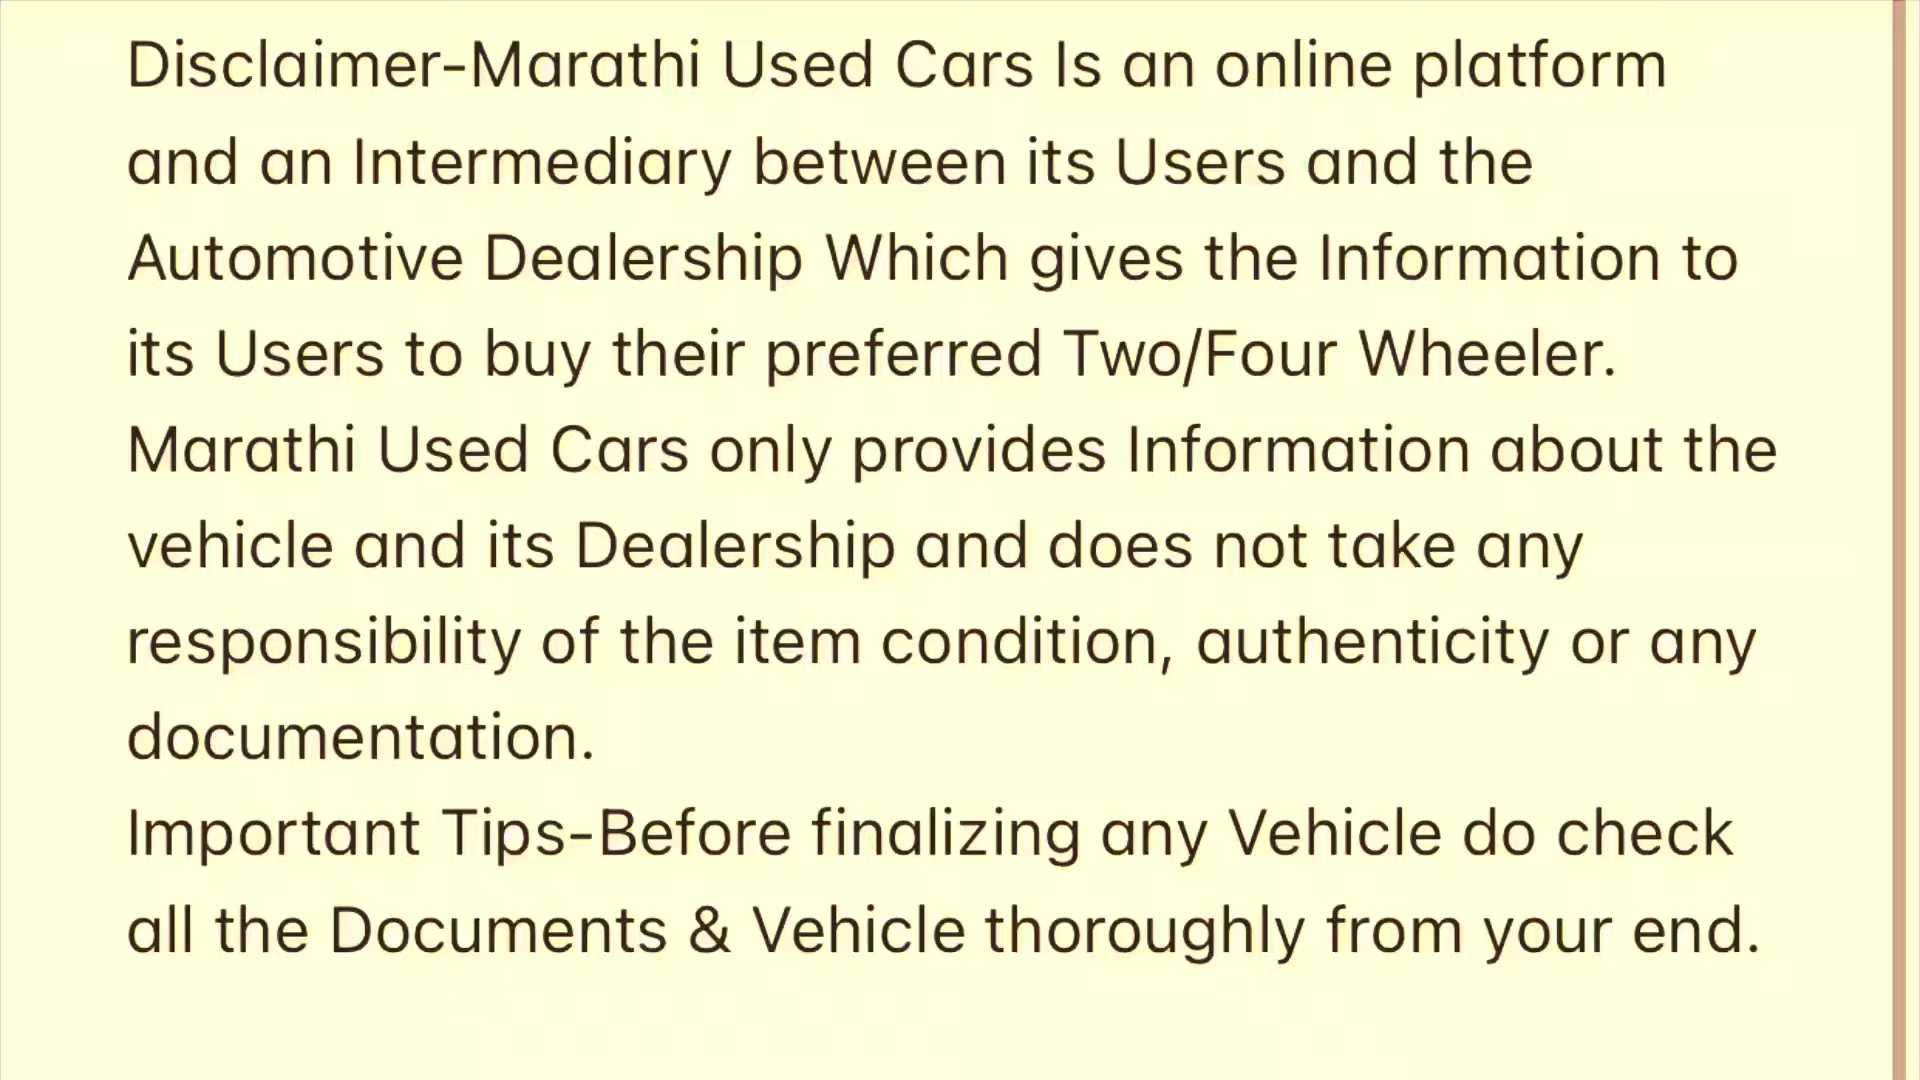 Disclaimer-Marathi Used Cars Is an online platform
and an Intermediary between its Users and the
Automotive Dealership Which gives the Information to
its Users to buy their preferred Two/Four Wheeler.
Marathi Used Cars only provides Information about the
vehicle and its Dealership and does not take any
responsibility of the item condition, authenticity or any
documentation.
Important Tips-Before finalizing any Vehicle do check
all the Documents & Vehicle thoroughly from your end.